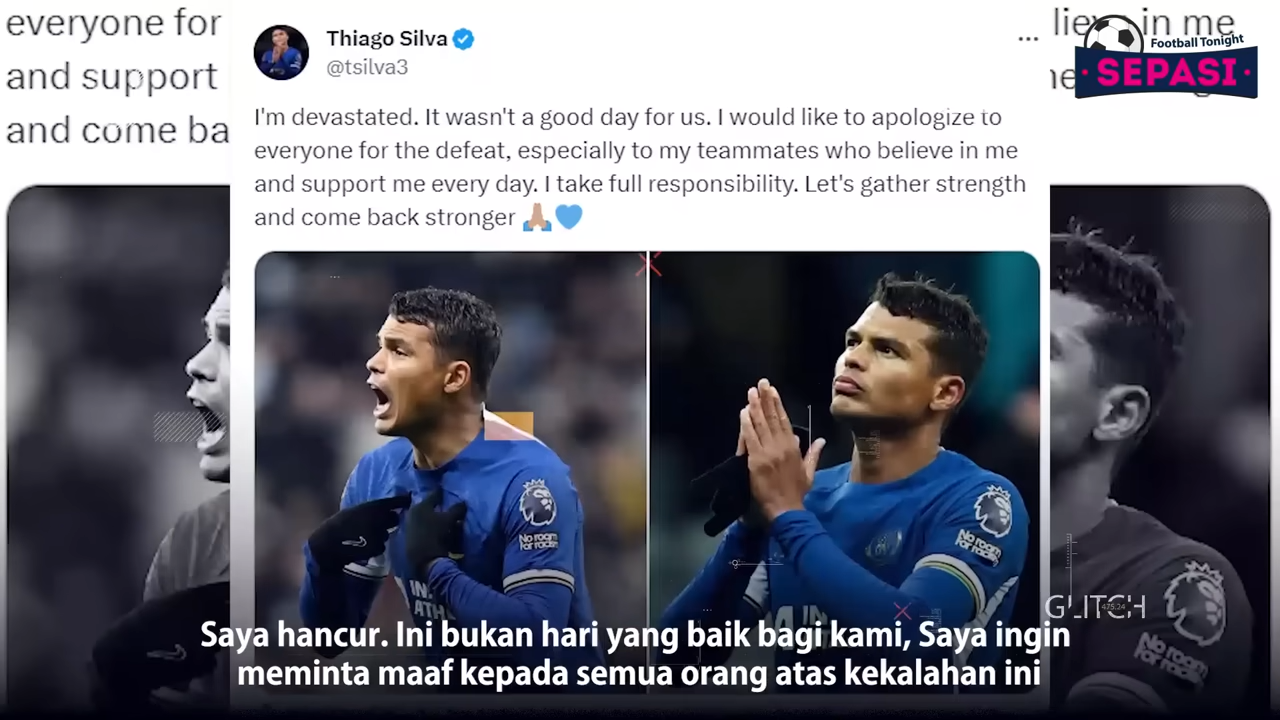 everyone for
and support
and come ba
Thiago Silva
@tsilva3
I'm devastated. It wasn't a good day for us. I would like to apologize to
everyone for the defeat, especially to my teammates who believe in me
and support me every day. I take full responsibility. Let's gather strength
and come back stronger 🙏🏽💙
in me
Football Tonight
· SEPASI ·
No room
for racism
No room
for racism
No room
GLITCH
475.24
Saya hancur. Ini bukan hari yang baik bagi kami, Saya ingin
meminta maaf kepada semua orang atas kekalahan ini